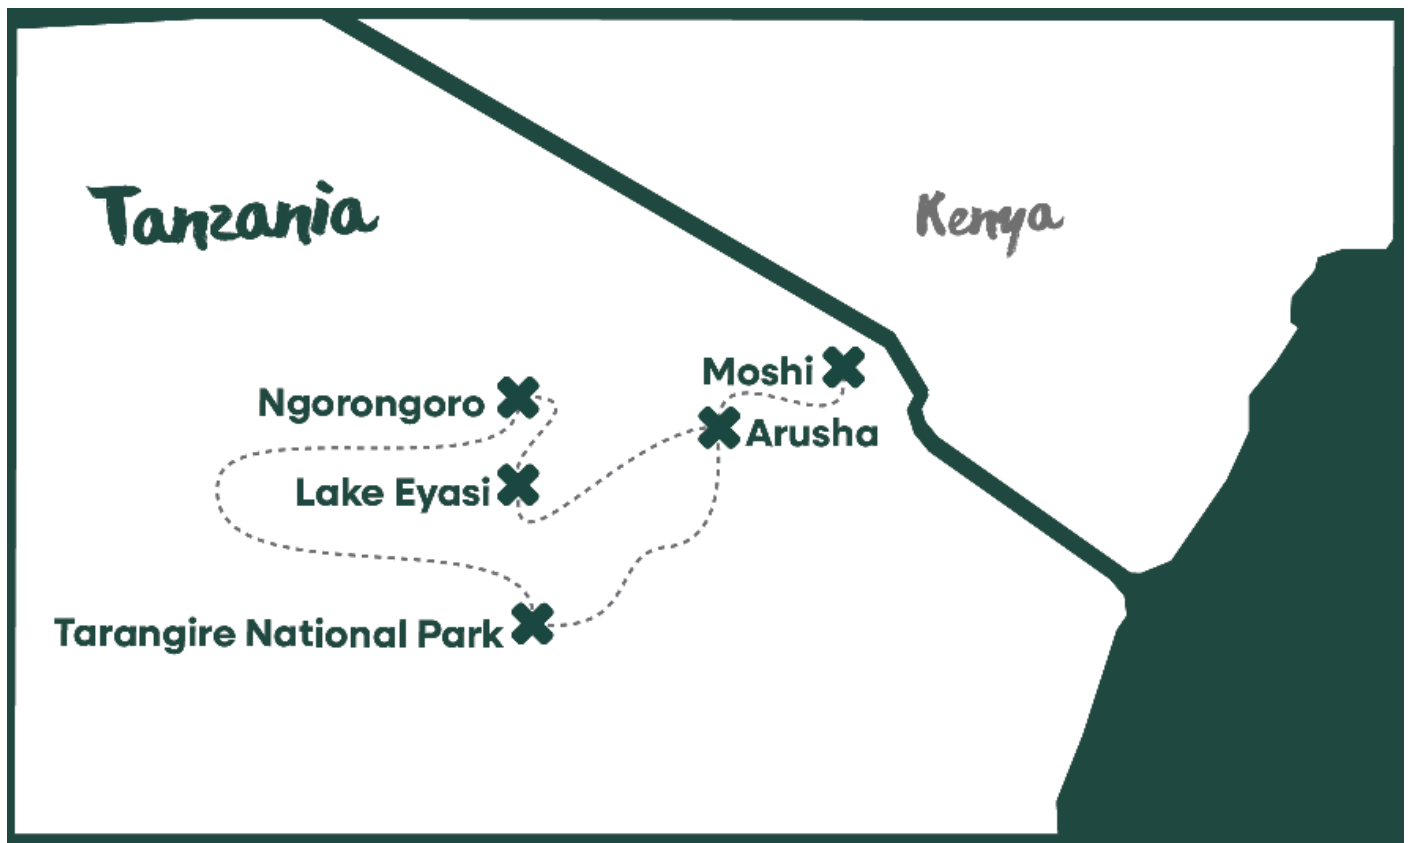 Tanzania
Kenya
Moshi
Ngorongoro
Arusha
Lake Eyasi
Tarangire National Park